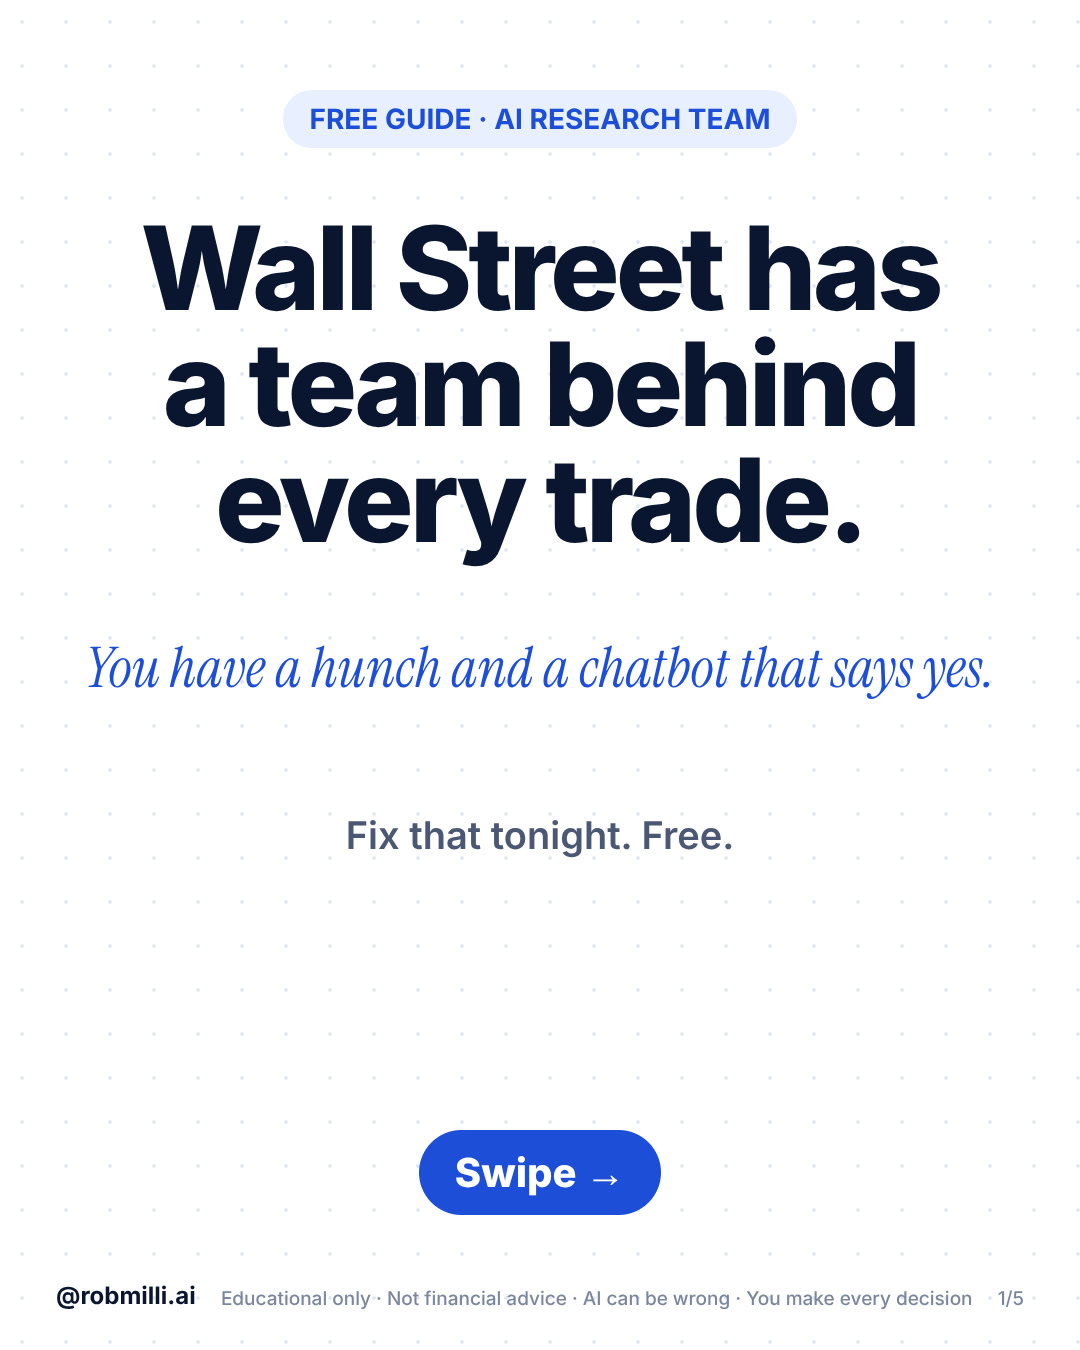 FREE GUIDE · AI RESEARCH TEAM
Wall Street has
a team behind
every trade.
You have a hunch and a chatbot that says yes.
Fix that tonight. Free.
Swipe →
@robmilli.ai Educational only · Not financial advice · AI can be wrong · You make every decision 1/5